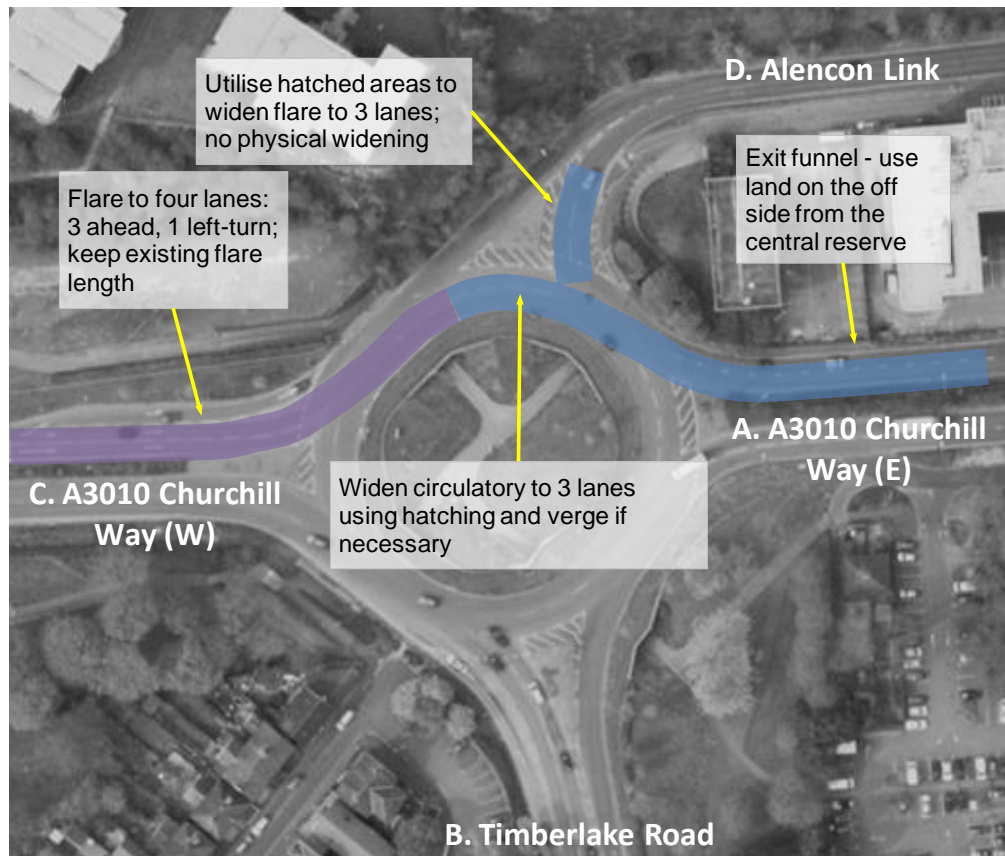 D. Alencon Link
Utilise hatched areas to
widen flare to 3 lanes;
no physical widening
Exit funnel - use
land on the off
side from the
central reserve
Flare to four lanes:
3 ahead, 1 left-turn;
keep existing flare
length
A. A3010 Churchill
Way (E)
C. A3010 Churchill
Way (W)
Widen circulatory to 3 lanes
using hatching and verge if
necessary
B. Timberlake Road